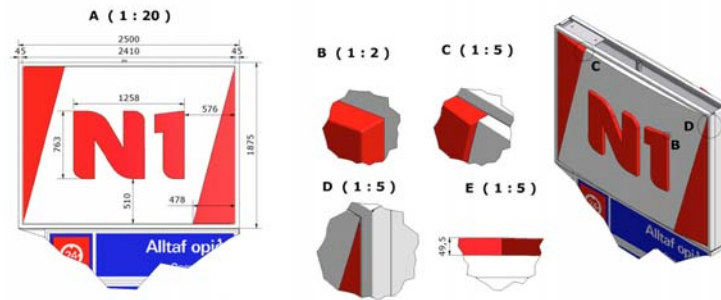 A ( 1 : 20 )
2500
45 2410 45
1258
576
763
1875
510
478
N1
24
Alltaf opi
B ( 1 : 2 )
C ( 1 : 5 )
D ( 1 : 5 )
E ( 1 : 5 )
49,5
C
D
N1
B
Alltaf opi